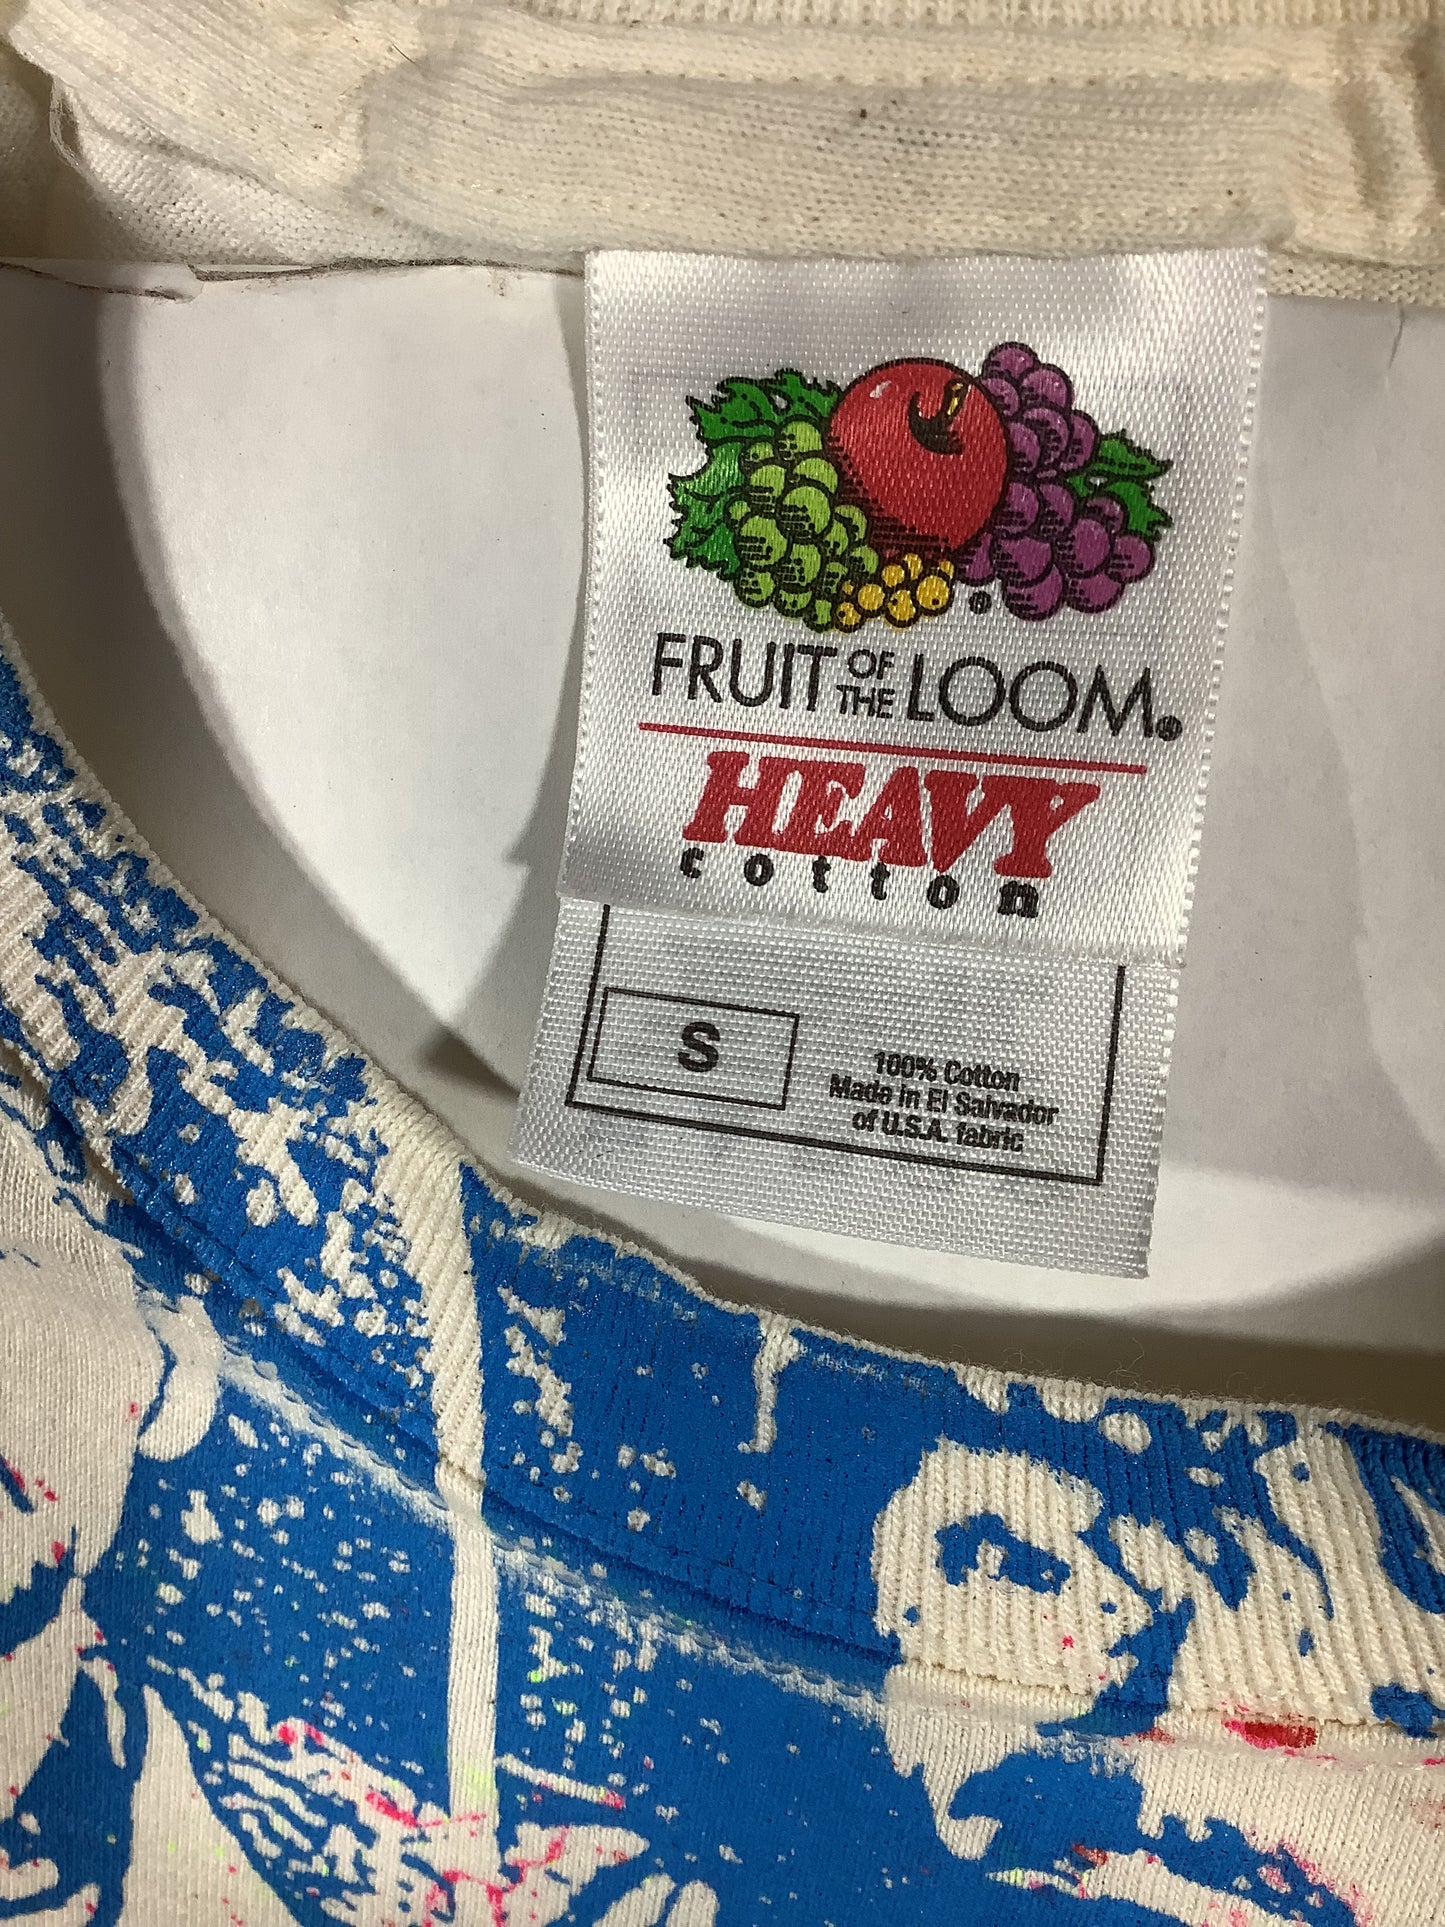 FRUIT OF THE LOOM®
HEAVY
cotton
S
100% Cotton
Made in El Salvador
of U.S.A. fabric